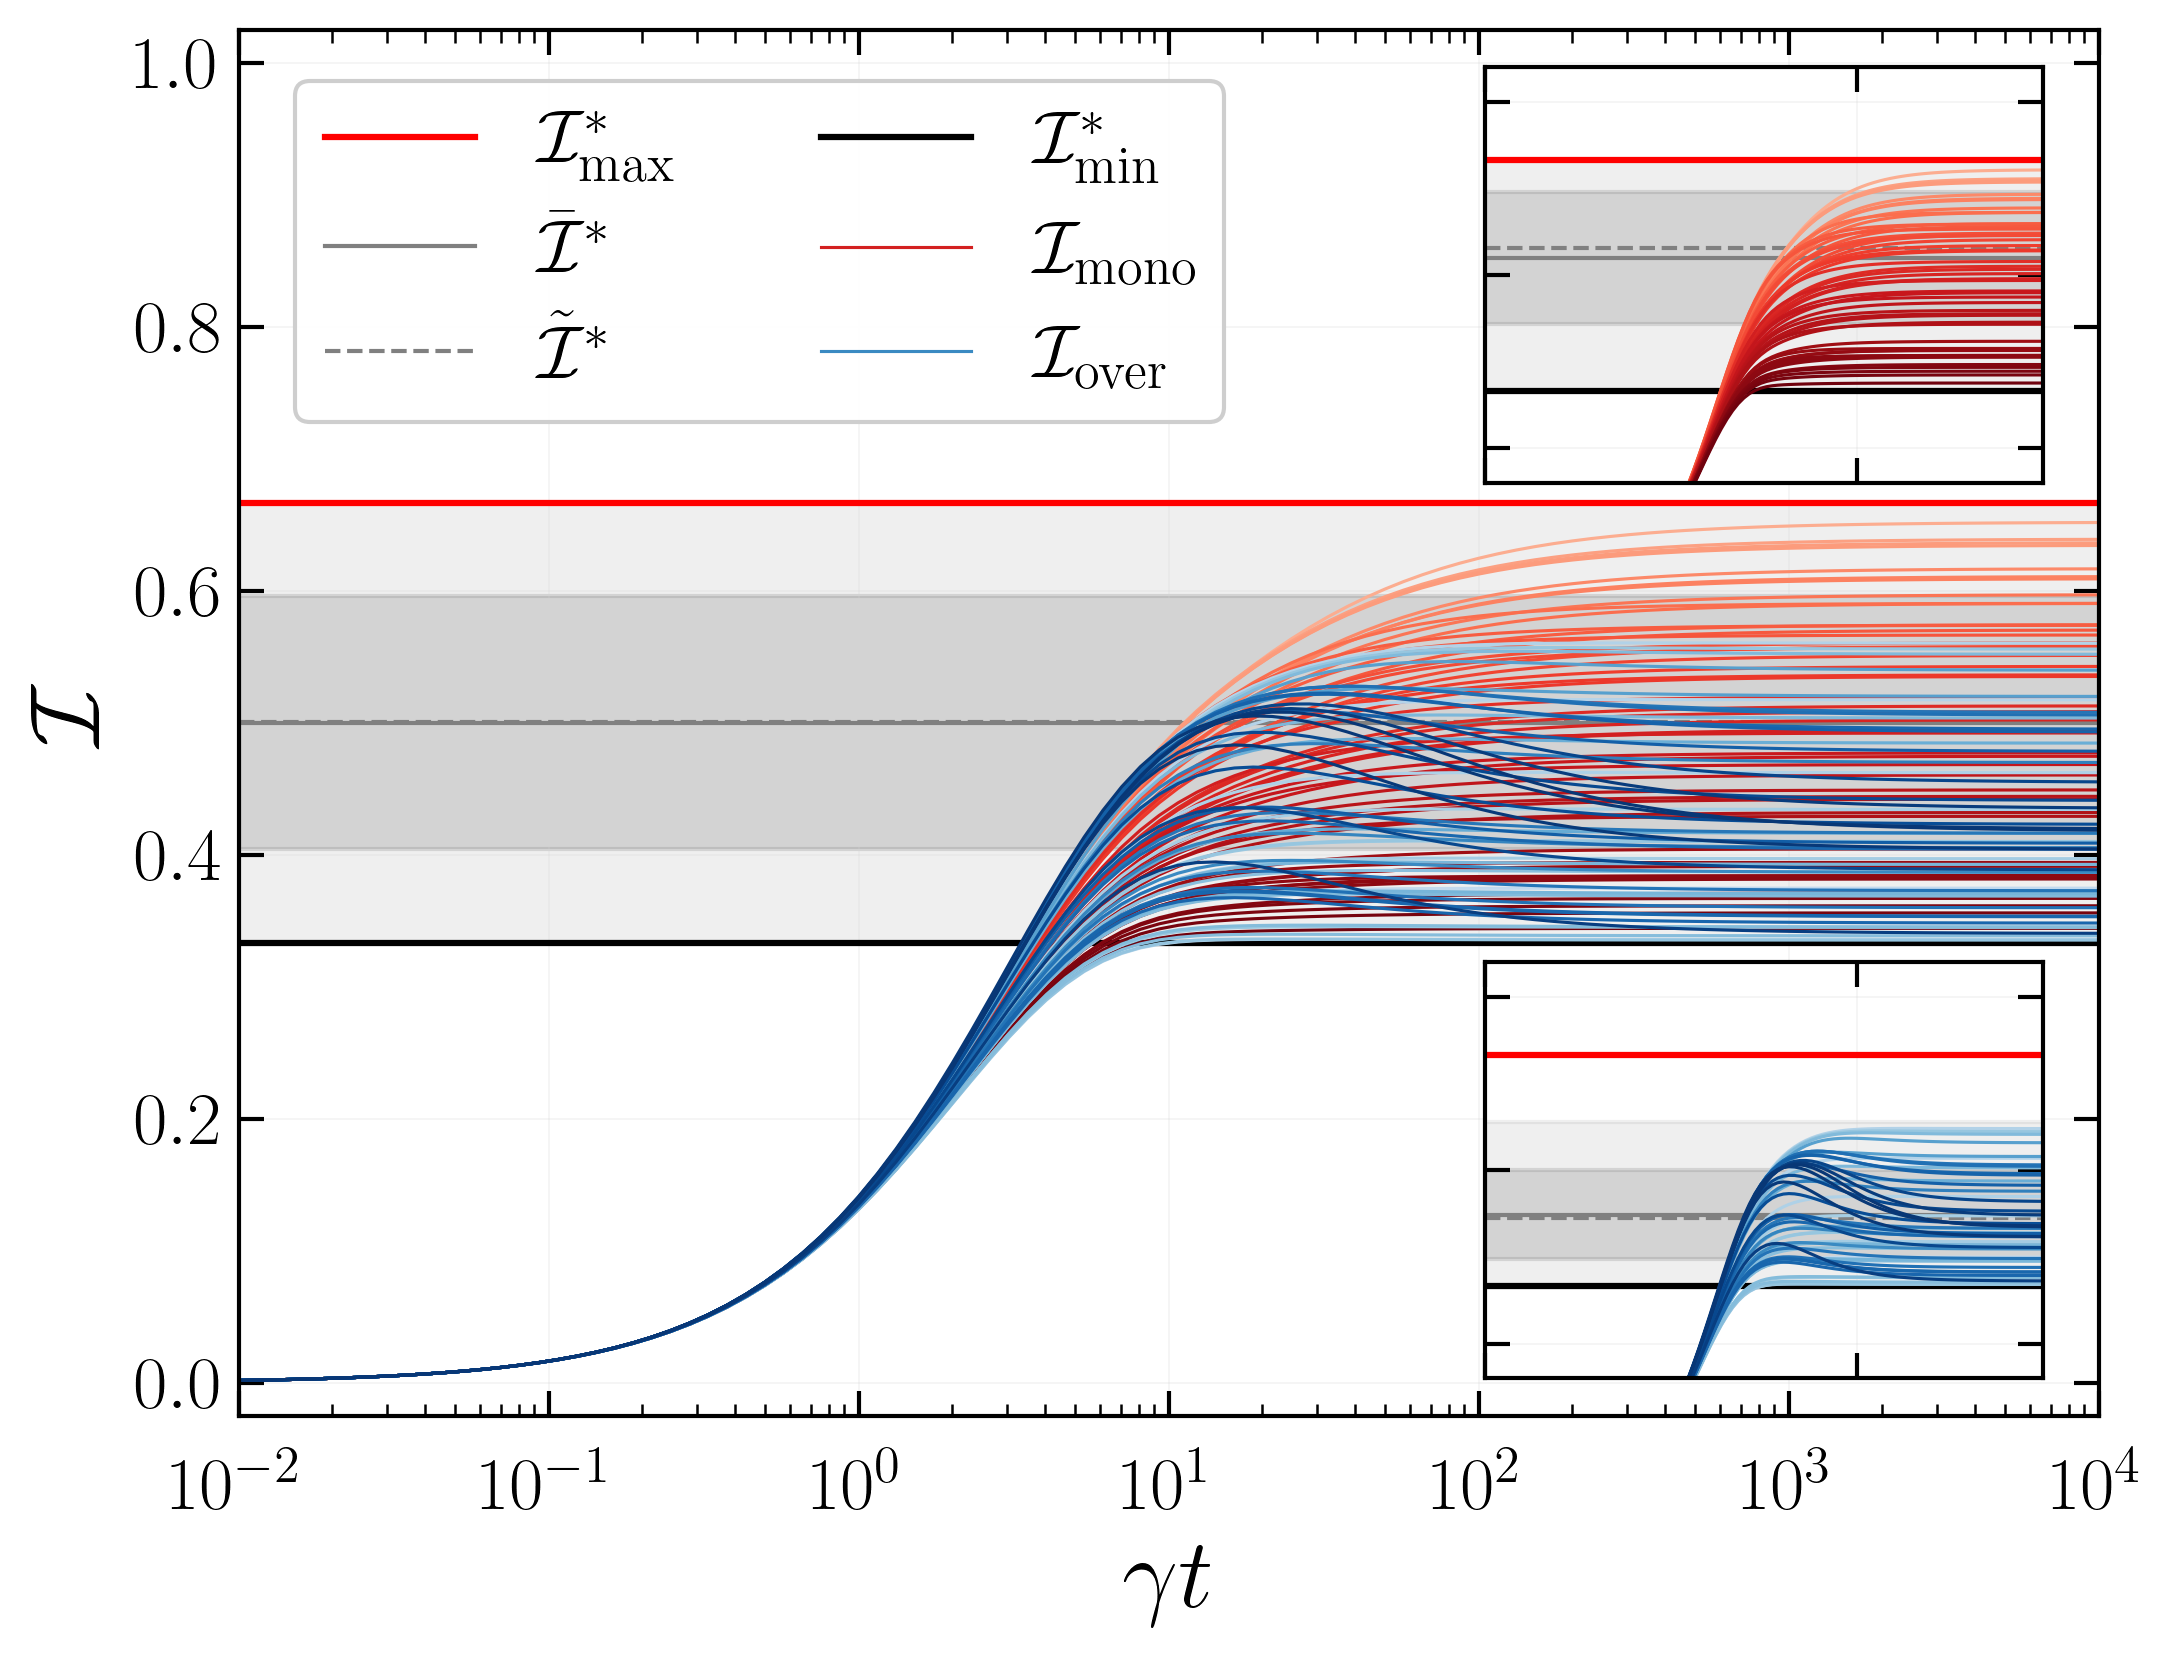 1.0
0.8
0.6
0.4
0.2
0.0
ℐ
ℐ*max
ℐ̄*
ℐ̃*
ℐ*min
ℐmono
ℐover
10⁻² 10⁻¹ 10⁰ 10¹ 10² 10³ 10⁴
γt